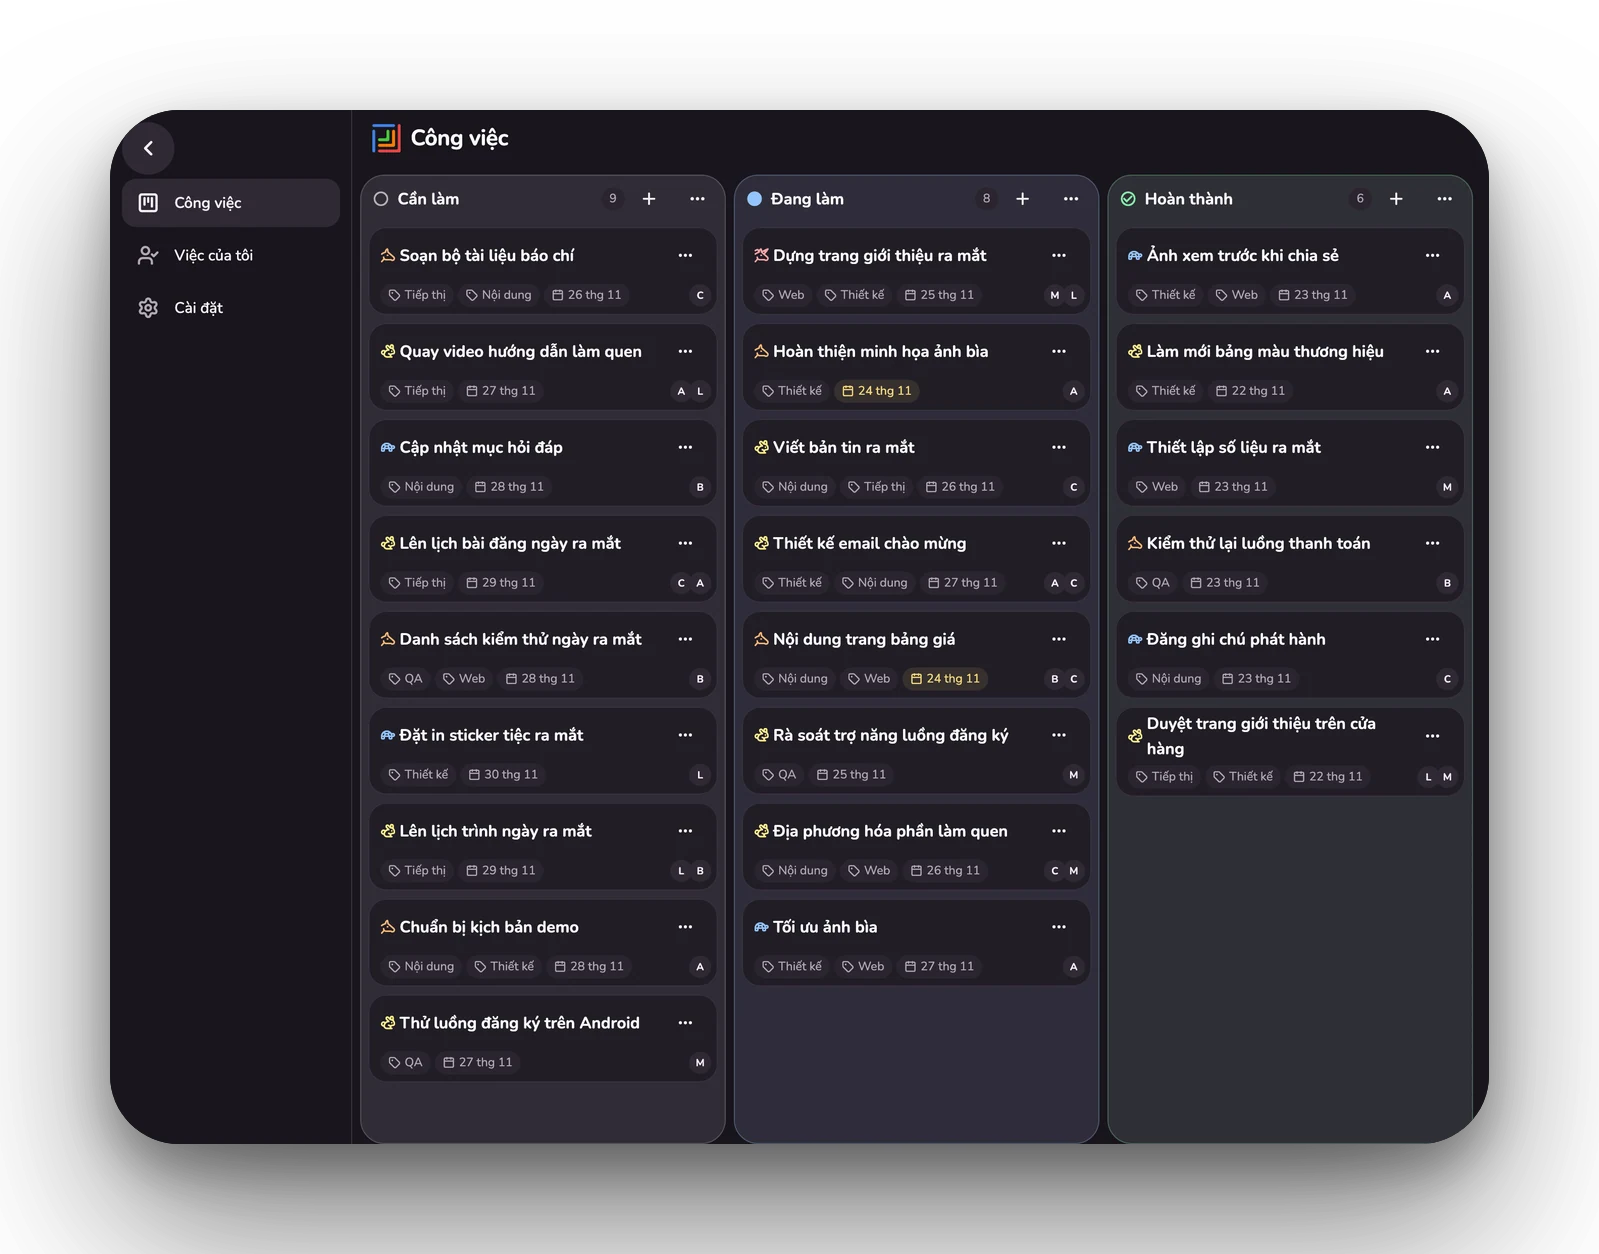 Công việc
Việc của tôi
Cài đặt
Công việc
Cần làm 9
Soạn bộ tài liệu báo chí
Tiếp thị Nội dung 26 thg 11 C
Quay video hướng dẫn làm quen
Tiếp thị 27 thg 11 A L
Cập nhật mục hỏi đáp
Nội dung 28 thg 11 B
Lên lịch bài đăng ngày ra mắt
Tiếp thị 29 thg 11 C A
Danh sách kiểm thử ngày ra mắt
QA Web 28 thg 11 B
Đặt in sticker tiệc ra mắt
Thiết kế 30 thg 11 L
Lên lịch trình ngày ra mắt
Tiếp thị 29 thg 11 L B
Chuẩn bị kịch bản demo
Nội dung Thiết kế 28 thg 11 A
Thử luồng đăng ký trên Android
QA 27 thg 11 M
Đang làm 8
Dựng trang giới thiệu ra mắt
Web Thiết kế 25 thg 11 M L
Hoàn thiện minh họa ảnh bìa
Thiết kế 24 thg 11 A
Viết bản tin ra mắt
Nội dung Tiếp thị 26 thg 11 C
Thiết kế email chào mừng
Thiết kế Nội dung 27 thg 11 A C
Nội dung trang bảng giá
Nội dung Web 24 thg 11 B C
Rà soát trợ năng luồng đăng ký
QA 25 thg 11 M
Địa phương hóa phần làm quen
Nội dung Web 26 thg 11 C M
Tối ưu ảnh bìa
Thiết kế Web 27 thg 11 A
Hoàn thành 6
Ảnh xem trước khi chia sẻ
Thiết kế Web 23 thg 11 A
Làm mới bảng màu thương hiệu
Thiết kế 22 thg 11 A
Thiết lập số liệu ra mắt
Web 23 thg 11 M
Kiểm thử lại luồng thanh toán
QA 23 thg 11 B
Đăng ghi chú phát hành
Nội dung 23 thg 11 C
Duyệt trang giới thiệu trên cửa
hàng
Tiếp thị Thiết kế 22 thg 11 L M